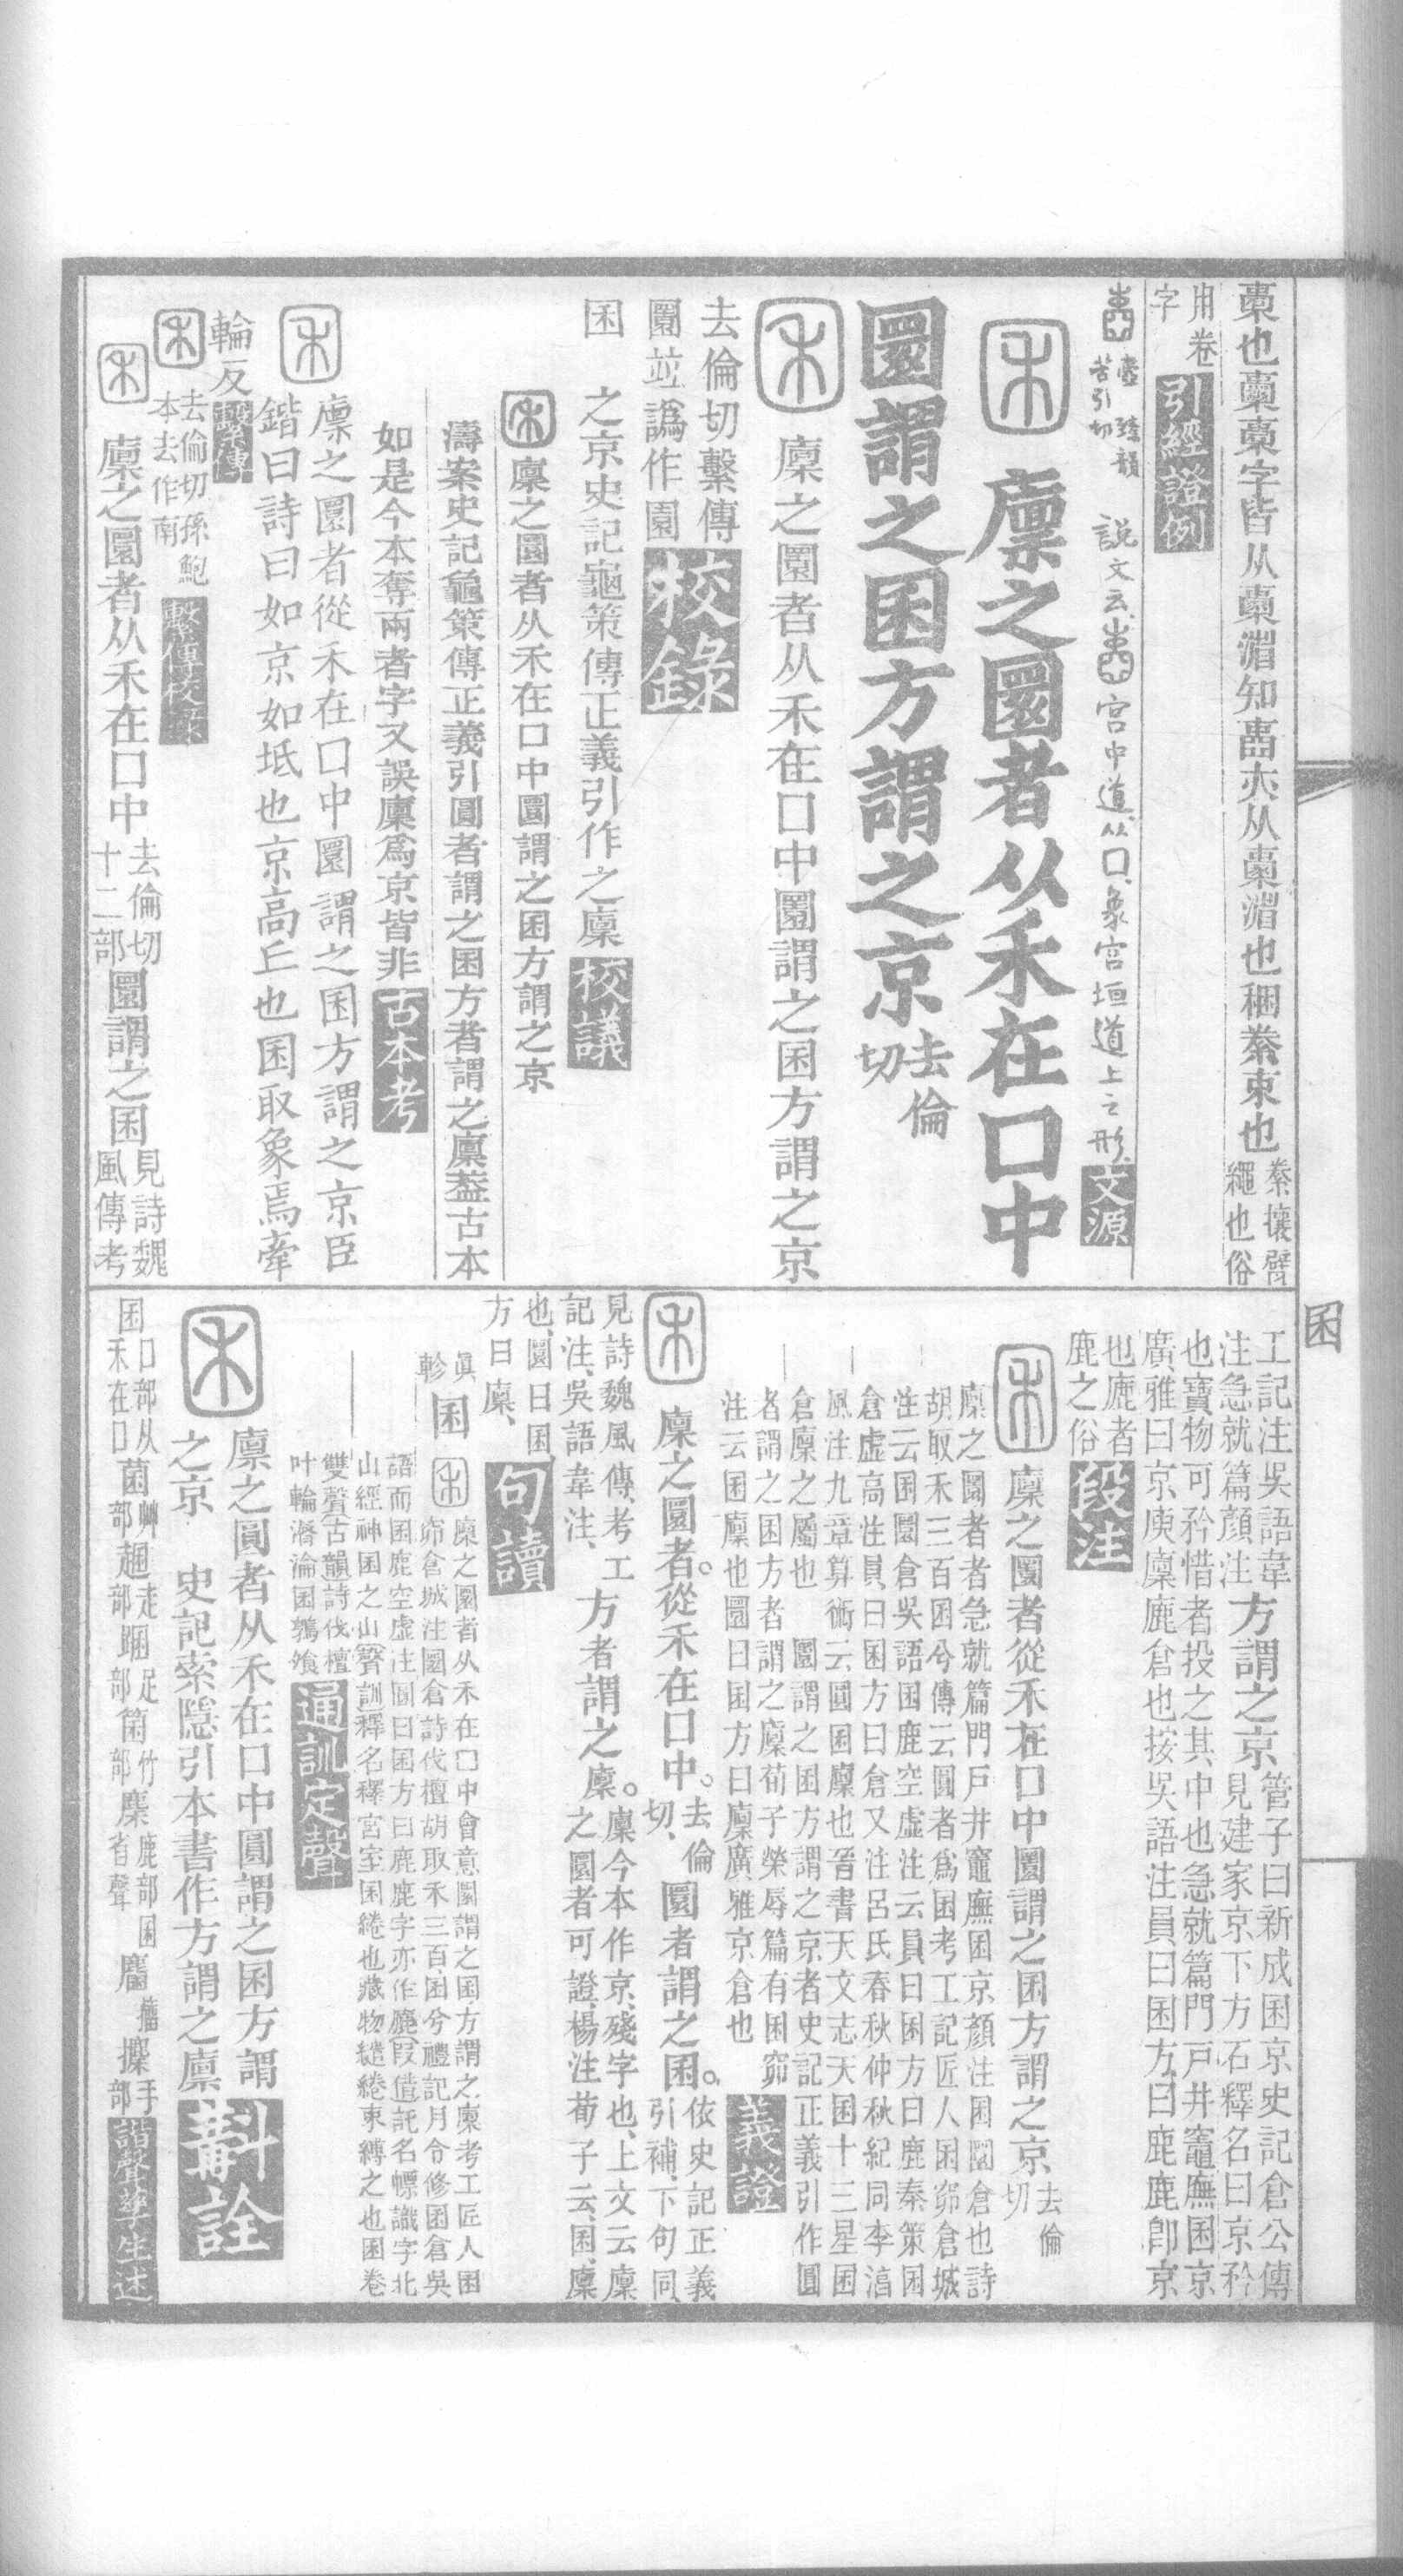 稾也稾稾字皆从稾湽知畗夾从稾湽也稇絭束也
絭攘臂
繩也俗
用卷
字
引經證例
壼
苦引切
臻韻
說文云
宮中道从囗象宮垣道上之形
文源
廩之圜者从禾在囗中
圜謂之囷方謂之京
去倫
切
廩之圜者从禾在囗中圜謂之囷方謂之京
去倫切繫傳
圜竝譌作園
校錄
囷
之京史記龜策傳正義引作之廩
校議
廩之圜者从禾在囗中圜謂之囷方謂之京
濤案史記龜策傳正義引圓者謂之囷方者謂之廩葢古本
如是今本奪兩者字又誤廩爲京皆非
古本考
廩之圜者從禾在囗中圜謂之囷方謂之京臣
鍇曰詩曰如京如坻也京高丘也囷取象焉牽
輪反
繫傳
去倫切孫鮑
本去作南
繫傳校錄
廩之圜者从禾在囗中
去倫切
十二部
圜謂之囷
見詩魏
風傳考
囷
工記注吳語韋
注急就篇顏注
方謂之京
管子曰新成囷京史記倉公傳
見建家京下方石釋名曰京矜
也寶物可矜惜者投之其中也急就篇門戸井竈廡囷京
廣雅曰京庾廩鹿倉也按吳語注員曰囷方曰鹿鹿卽京
也鹿者
鹿之俗
段注
廩之圜者從禾在囗中圜謂之囷方謂之京
去倫
切
廩之圜者者急就篇門戸井竈廡囷京顏注囷圜倉也詩
胡取禾三百囷兮傳云圓者爲囷考工記匠人囷窌倉城
注云囷圜倉吳語囷鹿空虛注云員曰囷方曰鹿秦策囷
倉虛高注員曰囷方曰倉又注呂氏春秋仲秋紀同李湻
風注九章算術云圓囷廩也晉書天文志天囷十三星囷
倉廩之屬也　圜謂之囷方謂之京者史記正義引作圓
者謂之囷方者謂之廩荀子榮辱篇有囷窌
注云囷廩也圜曰囷方曰廩廣雅京倉也
義證
廩之圜者。從禾在囗中。
去倫
切、
圜者謂之囷。
依史記正義
引補、下句同、
見詩魏風傳、考工
記注、吳語韋注、
方者謂之廩。
廩今本作京、殘字也、上文云廩
之圜者可證、楊注荀子云、囷、廩
也、圜曰囷、
方曰廩、
句讀
眞
軫
囷
廩之圜者从禾在囗中會意圜謂之囷方謂之廩考工匠人囷
窌倉城注圜倉詩伐檀胡取禾三百囷兮禮記月令修囷倉吳
語而囷鹿空虛注圓曰囷方曰鹿鹿字亦作䴪叚借託名幖識字北
山經神囷之山聲訓釋名釋宮室囷綣也藏物繾綣束縛之也囷卷
雙聲古韻詩伐檀
叶輪漘淪囷鶉飧
通訓定聲
廩之圓者从禾在囗中圓謂之囷方謂
之京　史記索隱引本書作方謂之廩
斠詮
囷
囗部从
禾在囗
菌
艸
部
䞫
走
部
踞
足
部
箘
竹
部
麇
鹿部囷
省聲
麕
籀
攈
手
部
諧聲孳生述